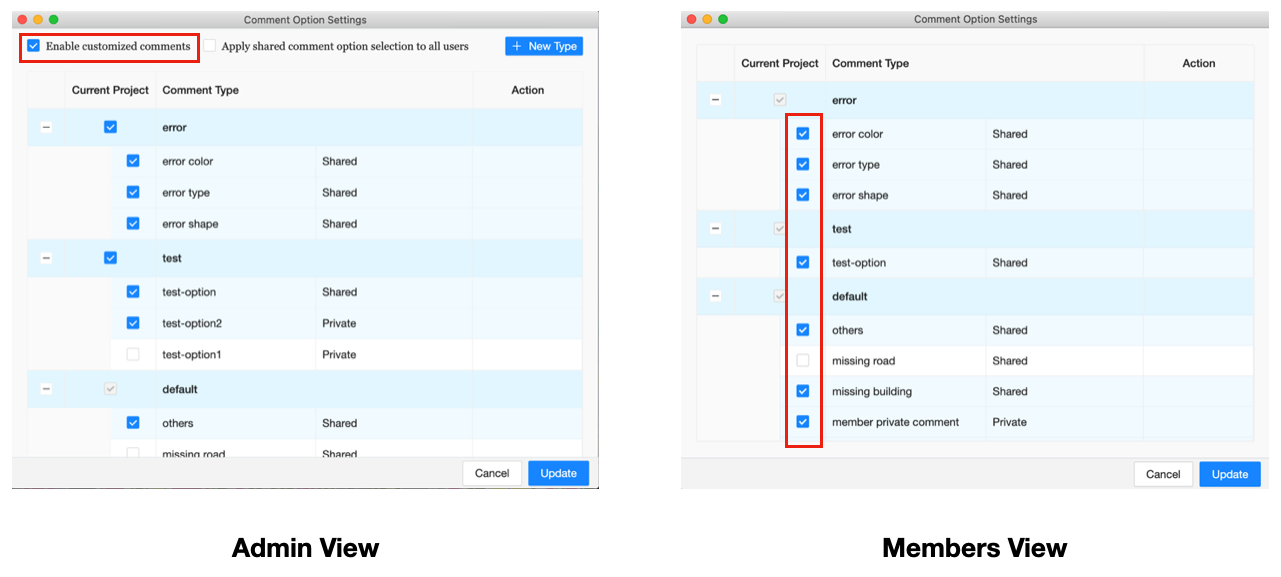 Comment Option Settings
Enable customized comments Apply shared comment option selection to all users + New Type
Current Project Comment Type Action
error
error color Shared
error type Shared
error shape Shared
test
test-option Shared
test-option2 Private
test-option1 Private
default
others Shared
missing road Shared
Cancel Update
Admin View
Comment Option Settings
Current Project Comment Type Action
error
error color Shared
error type Shared
error shape Shared
test
test-option Shared
default
others Shared
missing road Shared
missing building Shared
member private comment Private
Cancel Update
Members View